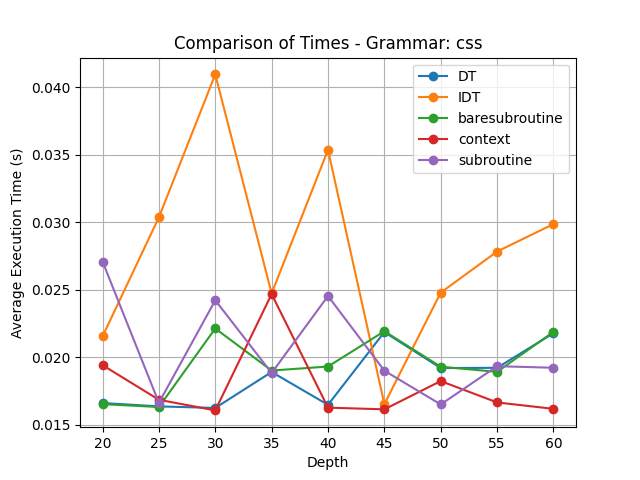 Comparison of Times - Grammar: css
DT
IDT
baresubroutine
context
subroutine
0.040
0.035
0.030
0.025
0.020
0.015
Average Execution Time (s)
20 25 30 35 40 45 50 55 60
Depth